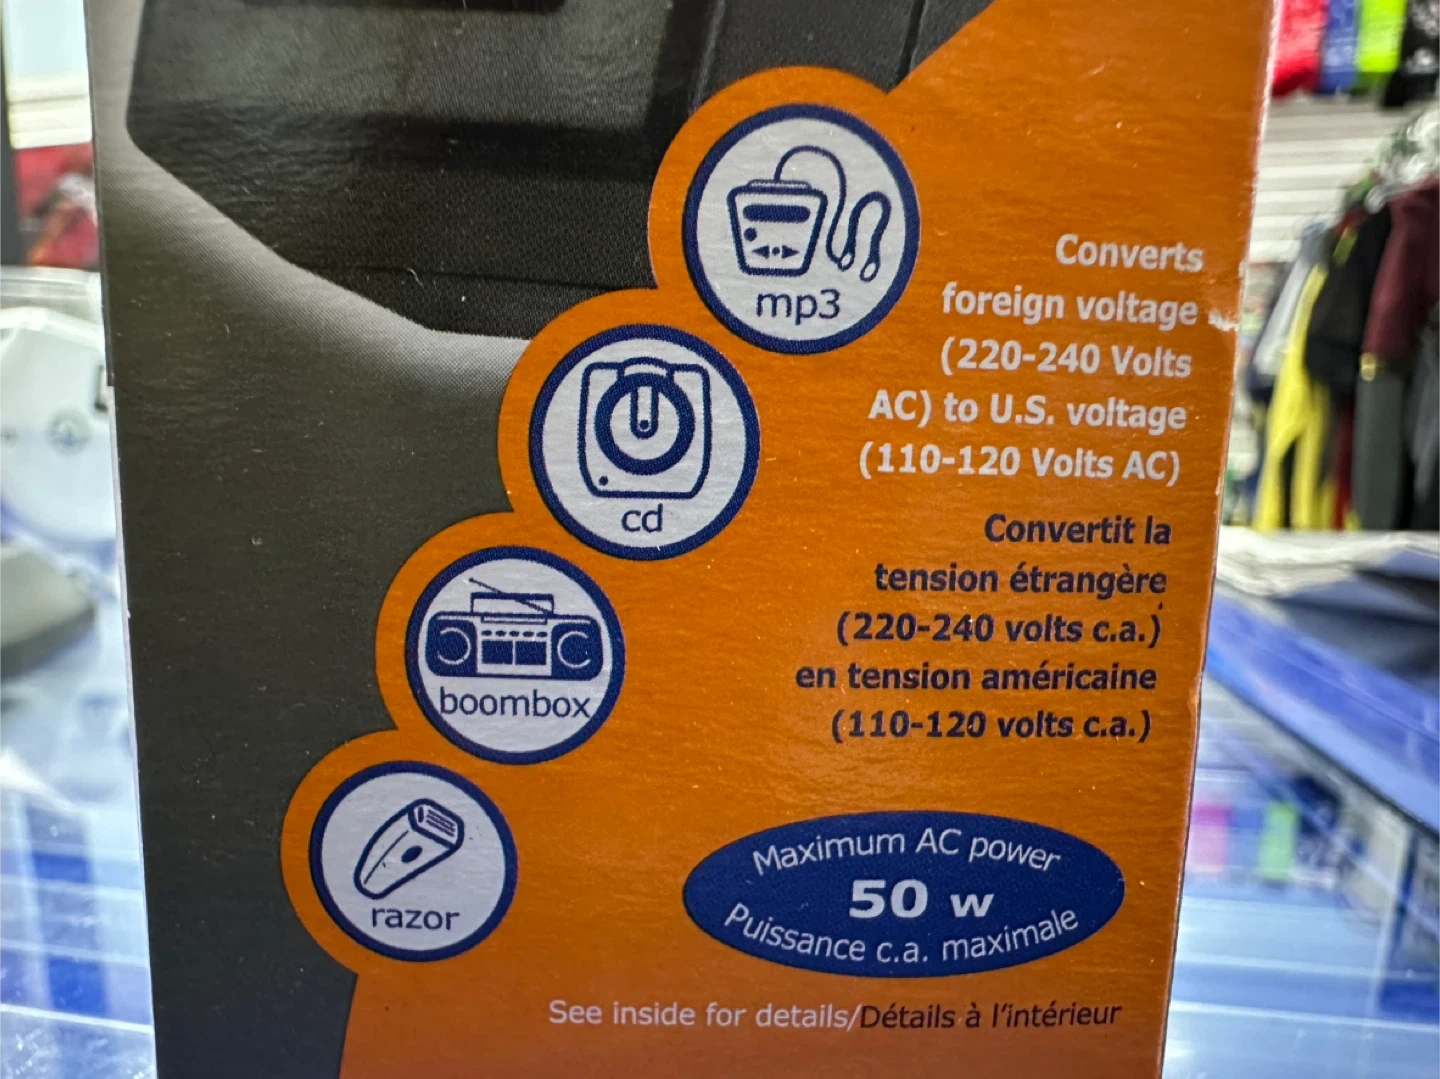 mp3
cd
boombox
razor
Converts
foreign voltage
(220-240 Volts
AC) to U.S. voltage
(110-120 Volts AC)
Convertit la
tension étrangère
(220-240 volts c.a.)
en tension américaine
(110-120 volts c.a.)
Maximum AC power
50 w
Puissance c.a. maximale
See inside for details/Détails à l'intérieur